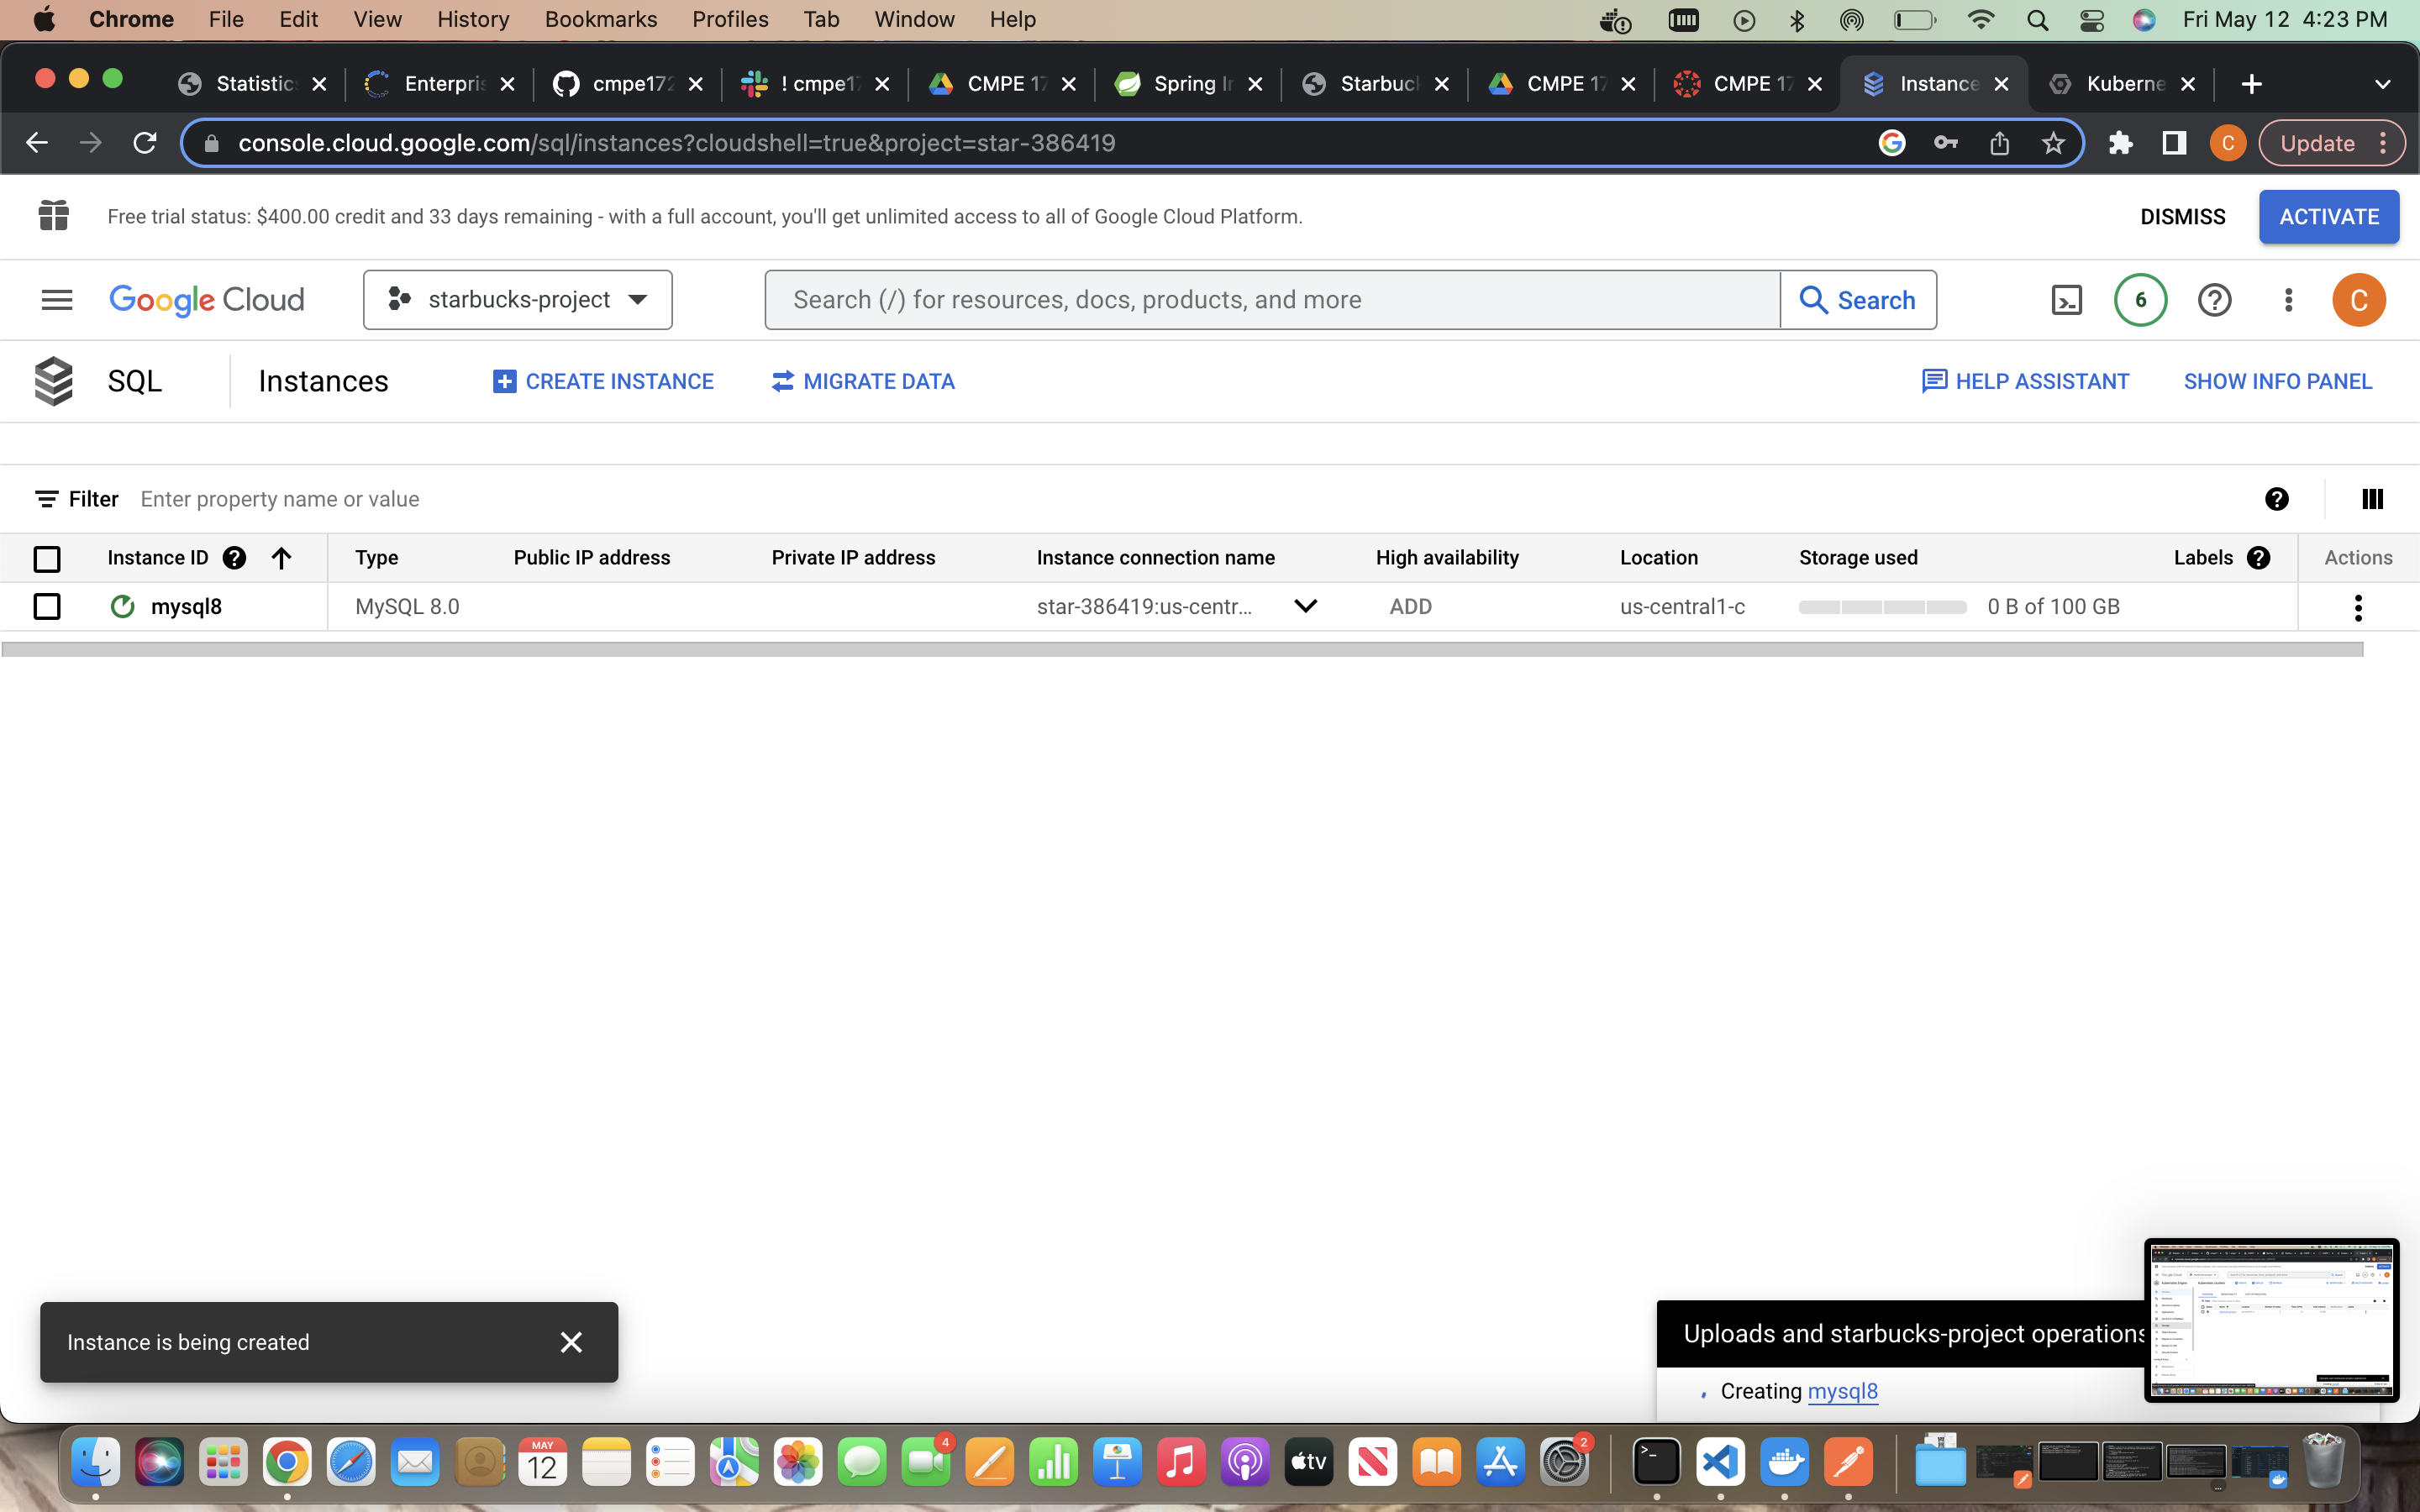 Chrome File Edit View History Bookmarks Profiles Tab Window Help Fri May 12 4:23 PM
Statistic Enterpris cmpe172 ! cmpe17 CMPE 17 Spring In Starbuck CMPE 17 CMPE 17 Instance Kuberne
console.cloud.google.com/sql/instances?cloudshell=true&project=star-386419 C Update
Free trial status: $400.00 credit and 33 days remaining - with a full account, you'll get unlimited access to all of Google Cloud Platform. DISMISS ACTIVATE
Google Cloud starbucks-project Search (/) for resources, docs, products, and more Search 6 C
SQL Instances CREATE INSTANCE MIGRATE DATA HELP ASSISTANT SHOW INFO PANEL
Filter Enter property name or value
Instance ID Type Public IP address Private IP address Instance connection name High availability Location Storage used Labels Actions
mysql8 MySQL 8.0 star-386419:us-centr... ADD us-central1-c 0 B of 100 GB
Instance is being created
Uploads and starbucks-project operations
Creating mysql8
MAY
12
4
tv
2